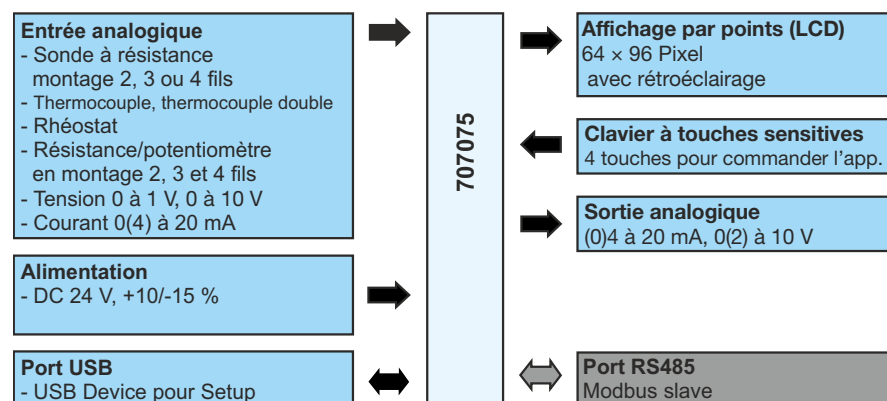 Entrée analogique
- Sonde à résistance
montage 2, 3 ou 4 fils
- Thermocouple, thermocouple double
- Rhéostat
- Résistance/potentiomètre
en montage 2, 3 et 4 fils
- Tension 0 à 1 V, 0 à 10 V
- Courant 0(4) à 20 mA
Alimentation
- DC 24 V, +10/-15 %
Port USB
- USB Device pour Setup
707075
Affichage par points (LCD)
64 × 96 Pixel
avec rétroéclairage
Clavier à touches sensitives
4 touches pour commander l'app.
Sortie analogique
(0)4 à 20 mA, 0(2) à 10 V
Port RS485
Modbus slave